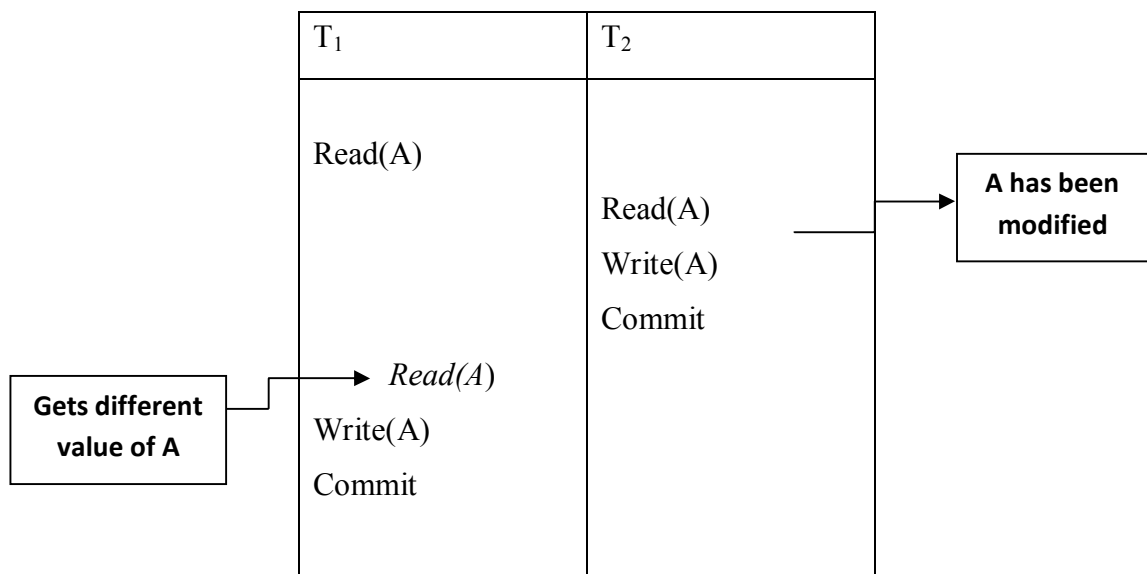 T₁
T₂
Read(A)
Read(A)
Write(A)
Commit
A has been
modified
Read(A)
Write(A)
Commit
Gets different
value of A